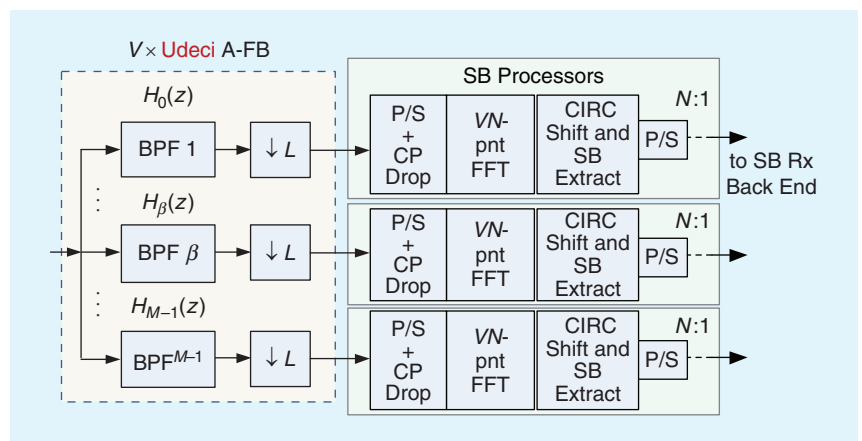 V × Udeci A-FB
SB Processors
H0(z)
BPF 1
↓ L
P/S
+
CP
Drop
VN-
pnt
FFT
CIRC
Shift and
SB
Extract
N:1
P/S
to SB Rx
Back End
Hβ(z)
BPF β
↓ L
P/S
+
CP
Drop
VN-
pnt
FFT
CIRC
Shift and
SB
Extract
N:1
P/S
HM–1(z)
BPFM–1
↓ L
P/S
+
CP
Drop
VN-
pnt
FFT
CIRC
Shift and
SB
Extract
N:1
P/S